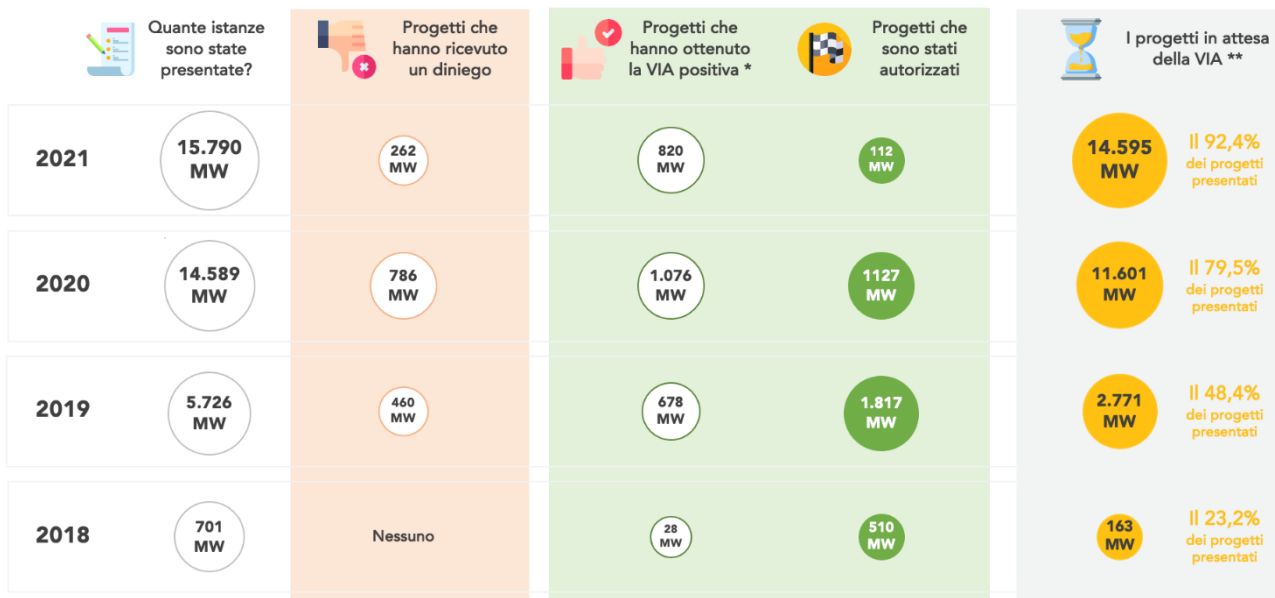 Quante istanze
sono state
presentate?
Progetti che
hanno ricevuto
un diniego
Progetti che
hanno ottenuto
la VIA positiva *
Progetti che
sono stati
autorizzati
I progetti in attesa
della VIA **
2021
15.790
MW
262
MW
820
MW
112
MW
14.595
MW
Il 92,4%
dei progetti
presentati
2020
14.589
MW
786
MW
1.076
MW
1127
MW
11.601
MW
Il 79,5%
dei progetti
presentati
2019
5.726
MW
460
MW
678
MW
1.817
MW
2.771
MW
Il 48,4%
dei progetti
presentati
2018
701
MW
Nessuno
28
MW
510
MW
163
MW
Il 23,2%
dei progetti
presentati